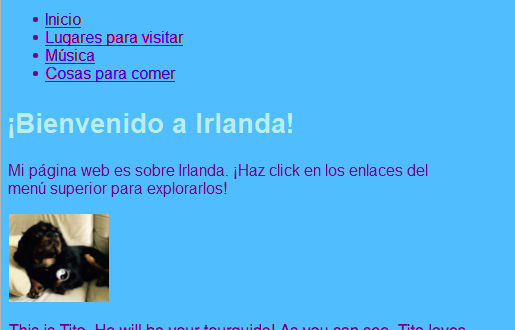 Inicio
Lugares para visitar
Música
Cosas para comer
¡Bienvenido a Irlanda!
Mi página web es sobre Irlanda. ¡Haz click en los enlaces del
menú superior para explorarlos!
This is Tito. He will be your tourguide! As you can see, Tito loves